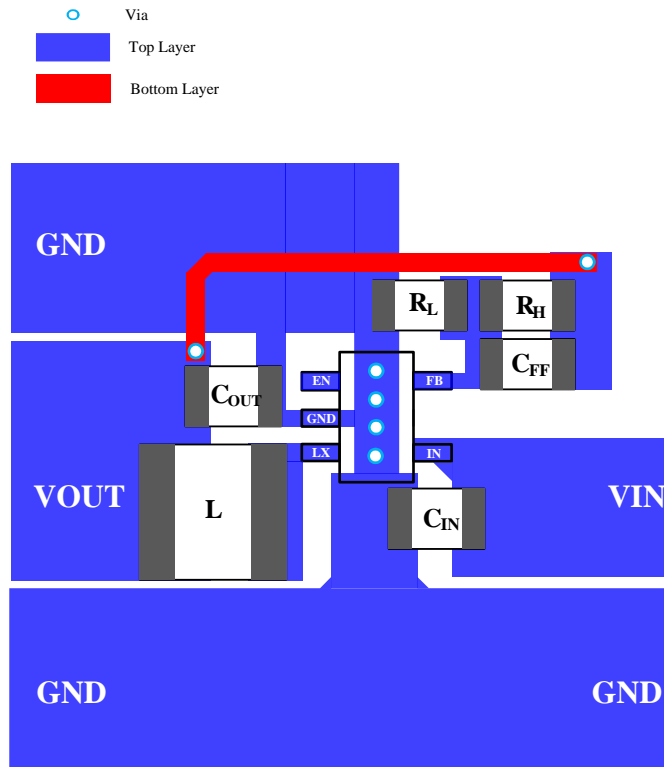 Via
Top Layer
Bottom Layer
GND
RL
RH
CFF
EN
FB
COUT
GND
LX
IN
VOUT
L
CIN
VIN
GND
GND